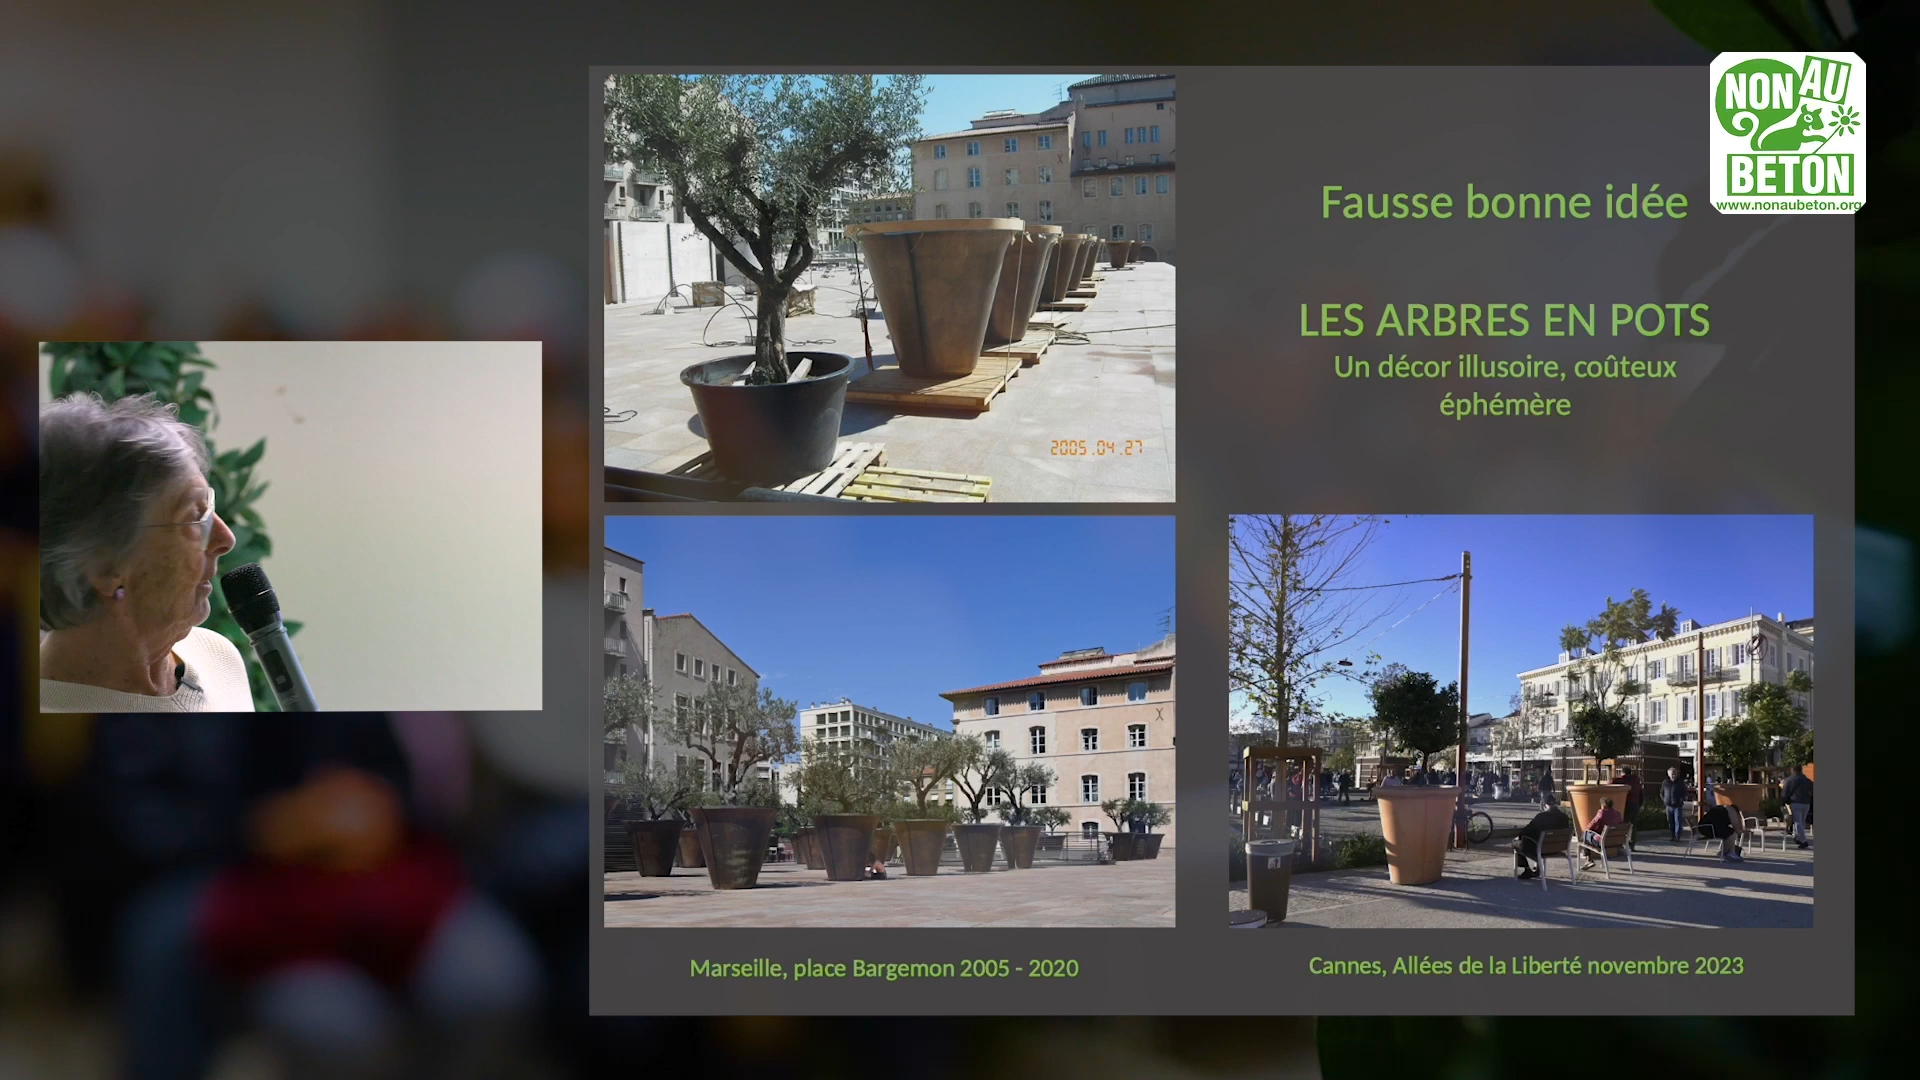 NON AU
BETON
www.nonaubeton.org
Fausse bonne idée
LES ARBRES EN POTS
Un décor illusoire, coûteux
éphémère
2005.04.27
Marseille, place Bargemon 2005 - 2020
Cannes, Allées de la Liberté novembre 2023